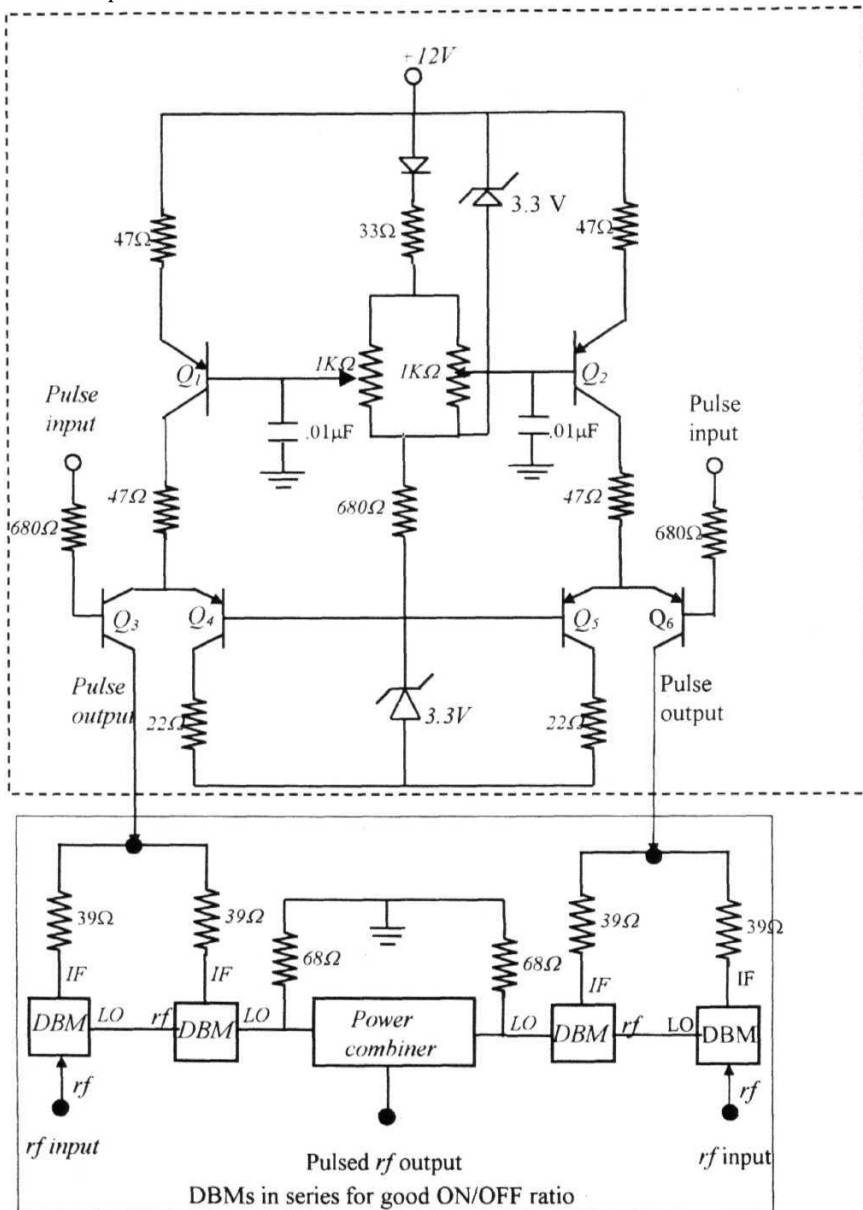 +12V
47Ω
33Ω
3.3 V
47Ω
1KΩ
1KΩ
Q1
Q2
Pulse
input
.01µF
.01µF
Pulse
input
47Ω
680Ω
47Ω
680Ω
680Ω
Q3
Q4
Q5
Q6
Pulse
output
22Ω
3.3V
22Ω
Pulse
output
39Ω
39Ω
68Ω
68Ω
39Ω
39Ω
IF
IF
IF
IF
DBM
LO
rf
DBM
LO
Power
combiner
LO
DBM
rf
LO
DBM
rf
rf
rf input
rf input
Pulsed rf output
DBMs in series for good ON/OFF ratio